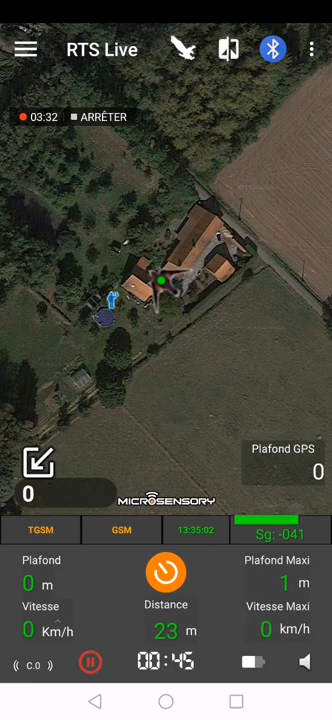 RTS Live
03:32 ARRÊTER
Plafond GPS
0
0
MICROSENSORY
TGSM GSM 13:35:02 Sg: -041
Plafond Plafond Maxi
0 m 1 m
Vitesse Distance Vitesse Maxi
0 Km/h 23 m 0 km/h
C.0 00:45